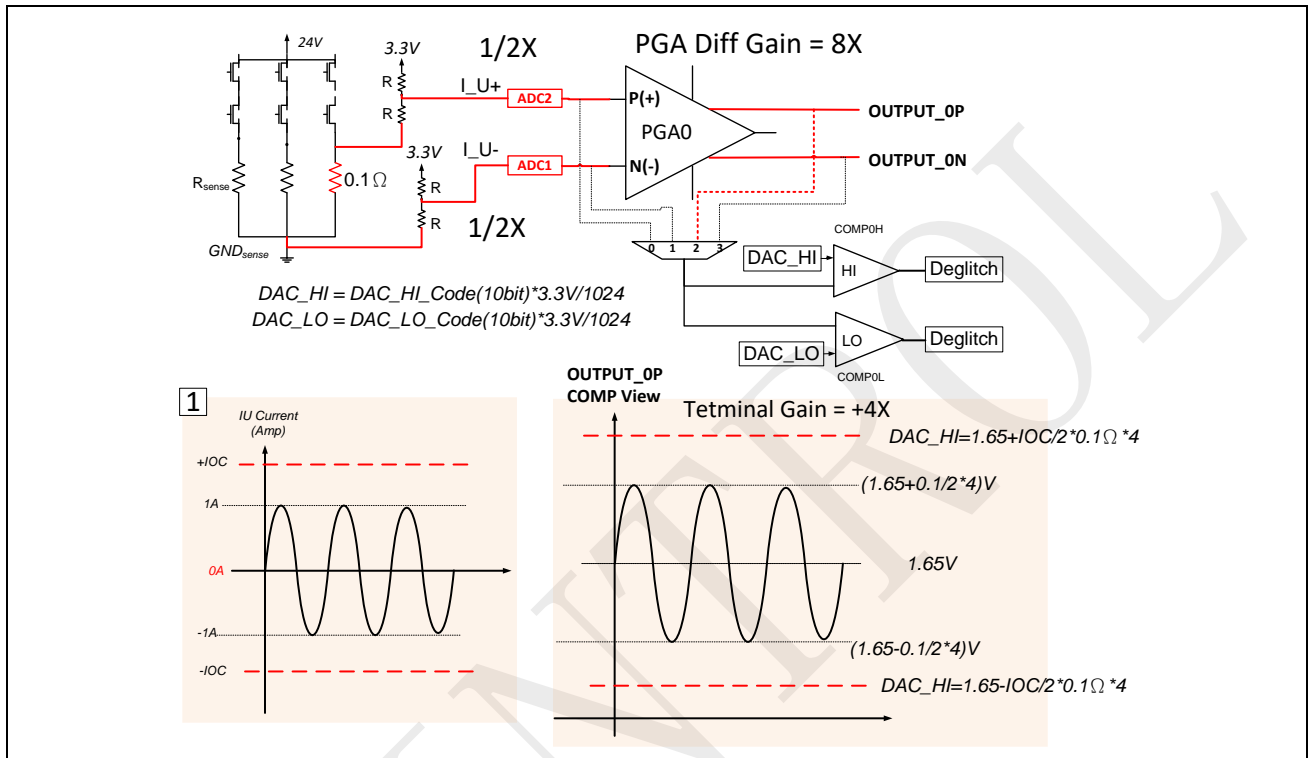 24V
3.3V
1/2X
PGA Diff Gain = 8X
R
I_U+
ADC2
P(+)
OUTPUT_0P
R
PGA0
3.3V
I_U-
ADC1
N(-)
OUTPUT_0N
Rsense
0.1Ω
R
R
1/2X
0 1 2 3
GNDsense
COMP0H
DAC_HI
HI
Deglitch
DAC_HI = DAC_HI_Code(10bit)*3.3V/1024
DAC_LO = DAC_LO_Code(10bit)*3.3V/1024
LO
Deglitch
DAC_LO
COMP0L
1
IU Current
(Amp)
+IOC
1A
0A
-1A
-IOC
OUTPUT_0P
COMP View
Tetminal Gain = +4X
DAC_HI=1.65+IOC/2*0.1Ω *4
(1.65+0.1/2*4)V
1.65V
(1.65-0.1/2*4)V
DAC_HI=1.65-IOC/2*0.1Ω *4